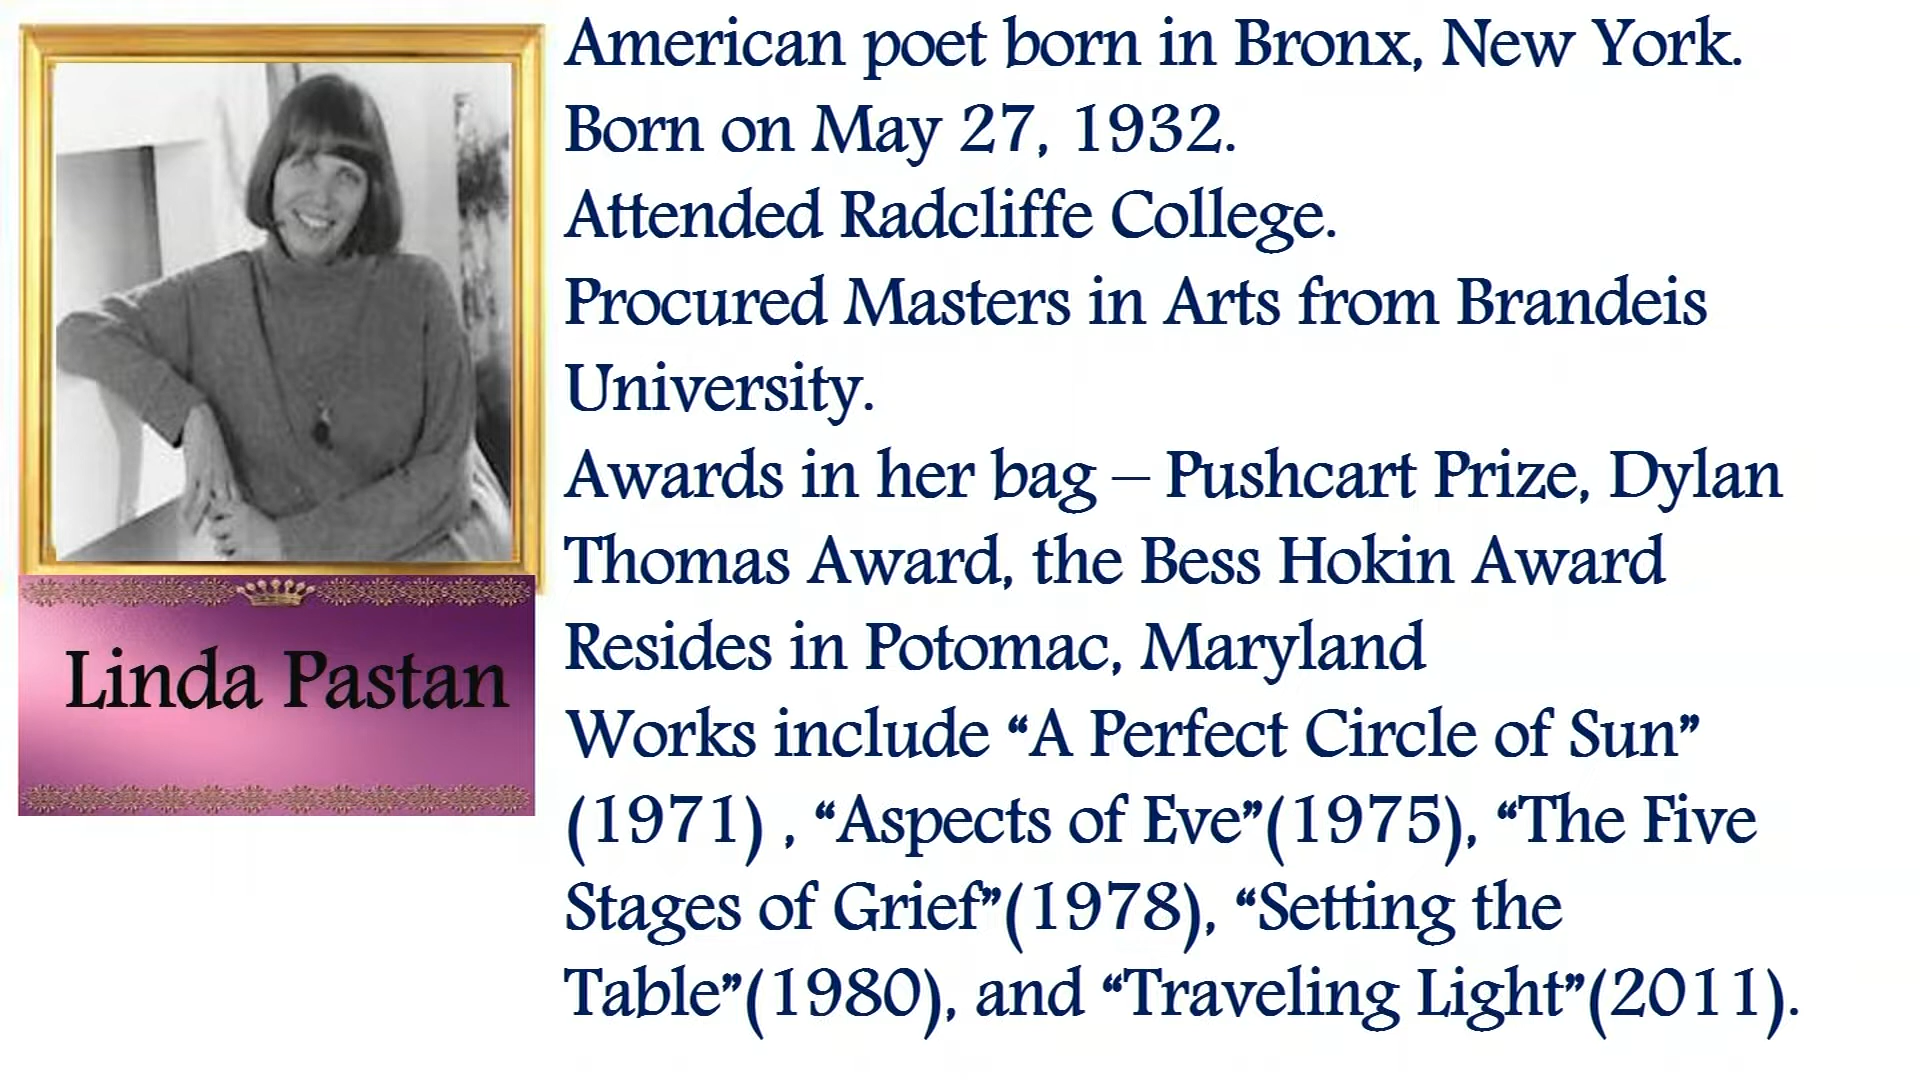 American poet born in Bronx, New York.
Born on May 27, 1932.
Attended Radcliffe College.
Procured Masters in Arts from Brandeis
University.
Awards in her bag – Pushcart Prize, Dylan
Thomas Award, the Bess Hokin Award
Resides in Potomac, Maryland
Works include “A Perfect Circle of Sun”
(1971) , “Aspects of Eve”(1975), “The Five
Stages of Grief”(1978), “Setting the
Table”(1980), and “Traveling Light”(2011).
Linda Pastan